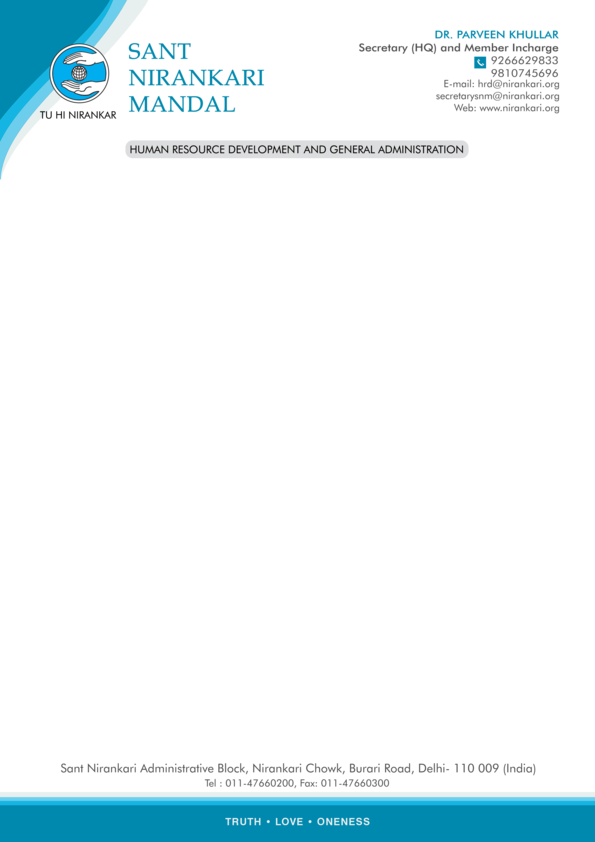 TU HI NIRANKAR
SANT
NIRANKARI
MANDAL
DR. PARVEEN KHULLAR
Secretary (HQ) and Member Incharge
9266629833
9810745696
E-mail: hrd@nirankari.org
secretarysnm@nirankari.org
Web: www.nirankari.org
HUMAN RESOURCE DEVELOPMENT AND GENERAL ADMINISTRATION
Sant Nirankari Administrative Block, Nirankari Chowk, Burari Road, Delhi- 110 009 (India)
Tel : 011-47660200, Fax: 011-47660300
TRUTH • LOVE • ONENESS